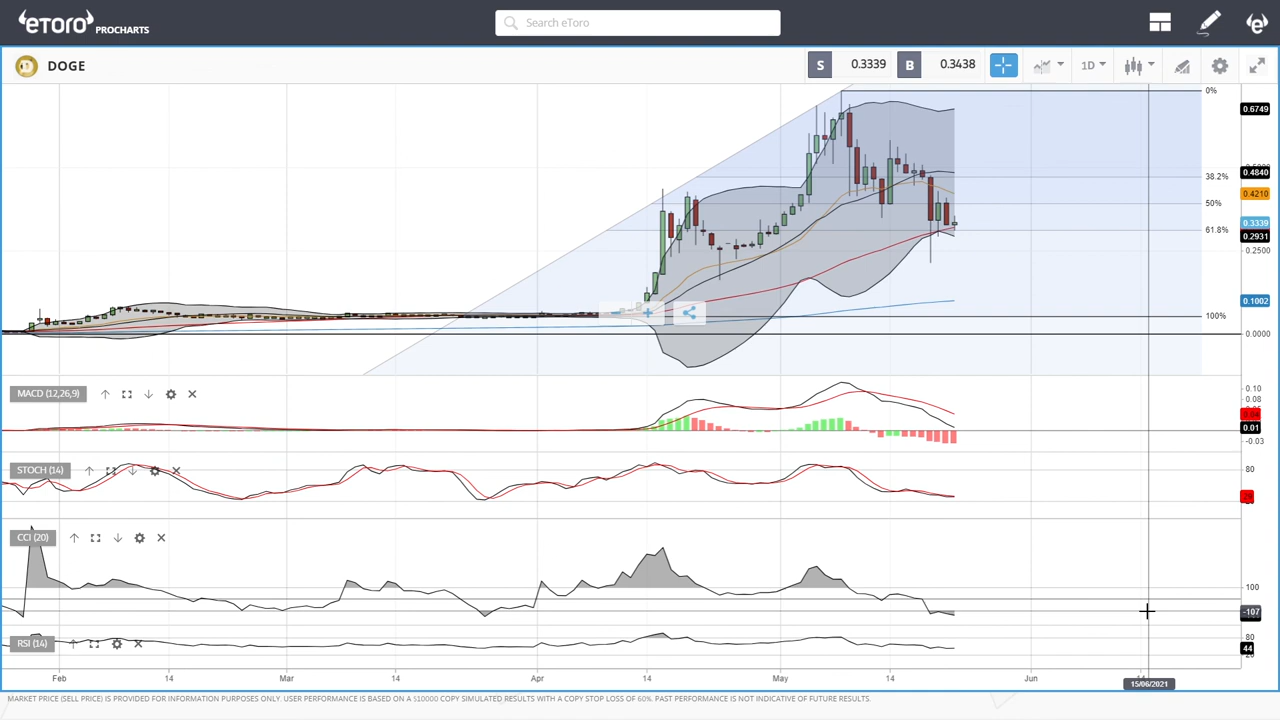 eToro PROCHARTS
Search eToro
DOGE
S 0.3339 B 0.3438
1D
0%
0.6749
38.2%
0.4840
0.4210
50%
0.3339
61.8%
0.2931
0.2500
0.1002
100%
0.0000
MACD (12,26,9)
0.10
0.08
0.04
0.01
-0.03
STOCH (14)
80
CCI (20)
100
-107
RSI (14)
80
44
Feb 14 Mar 14 Apr 14 May 14 Jun
15/06/2021
MARKET PRICE (SELL PRICE) IS PROVIDED FOR INFORMATION PURPOSES ONLY. USER PERFORMANCE IS BASED ON A $10000 COPY SIMULATED RESULTS WITH A COPY STOP LOSS OF 60%. PAST PERFORMANCE IS NOT INDICATIVE OF FUTURE RESULTS.